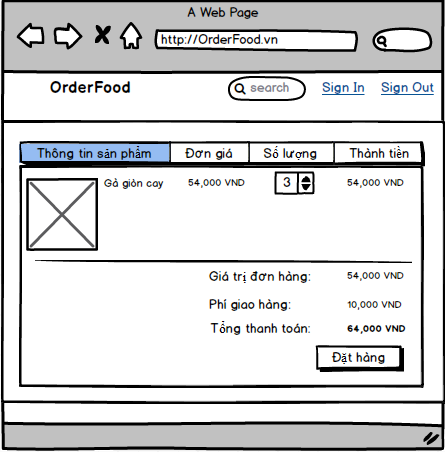 A Web Page
http://OrderFood.vn
OrderFood search Sign In Sign Out
Thông tin sản phẩm Đơn giá Số lượng Thành tiền
Gà giòn cay 54,000 VND 3 54,000 VND
Giá trị đơn hàng: 54,000 VND
Phí giao hàng: 10,000 VND
Tổng thanh toán: 64,000 VND
Đặt hàng